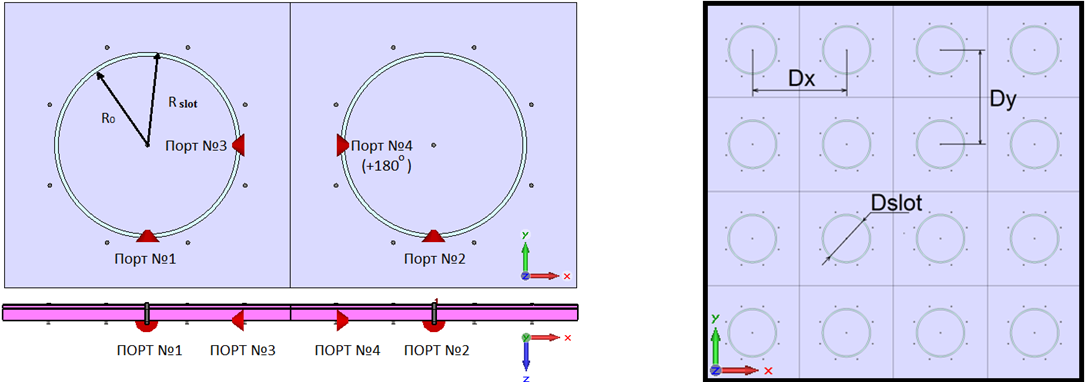 R slot
R0
Порт №3
Порт №4
(+180°)
Порт №1
Порт №2
Y
X
Z
ПОРТ №1
ПОРТ №3
ПОРТ №4
ПОРТ №2
Y
X
Z
Dx
Dy
Dslot
Y
Z
X